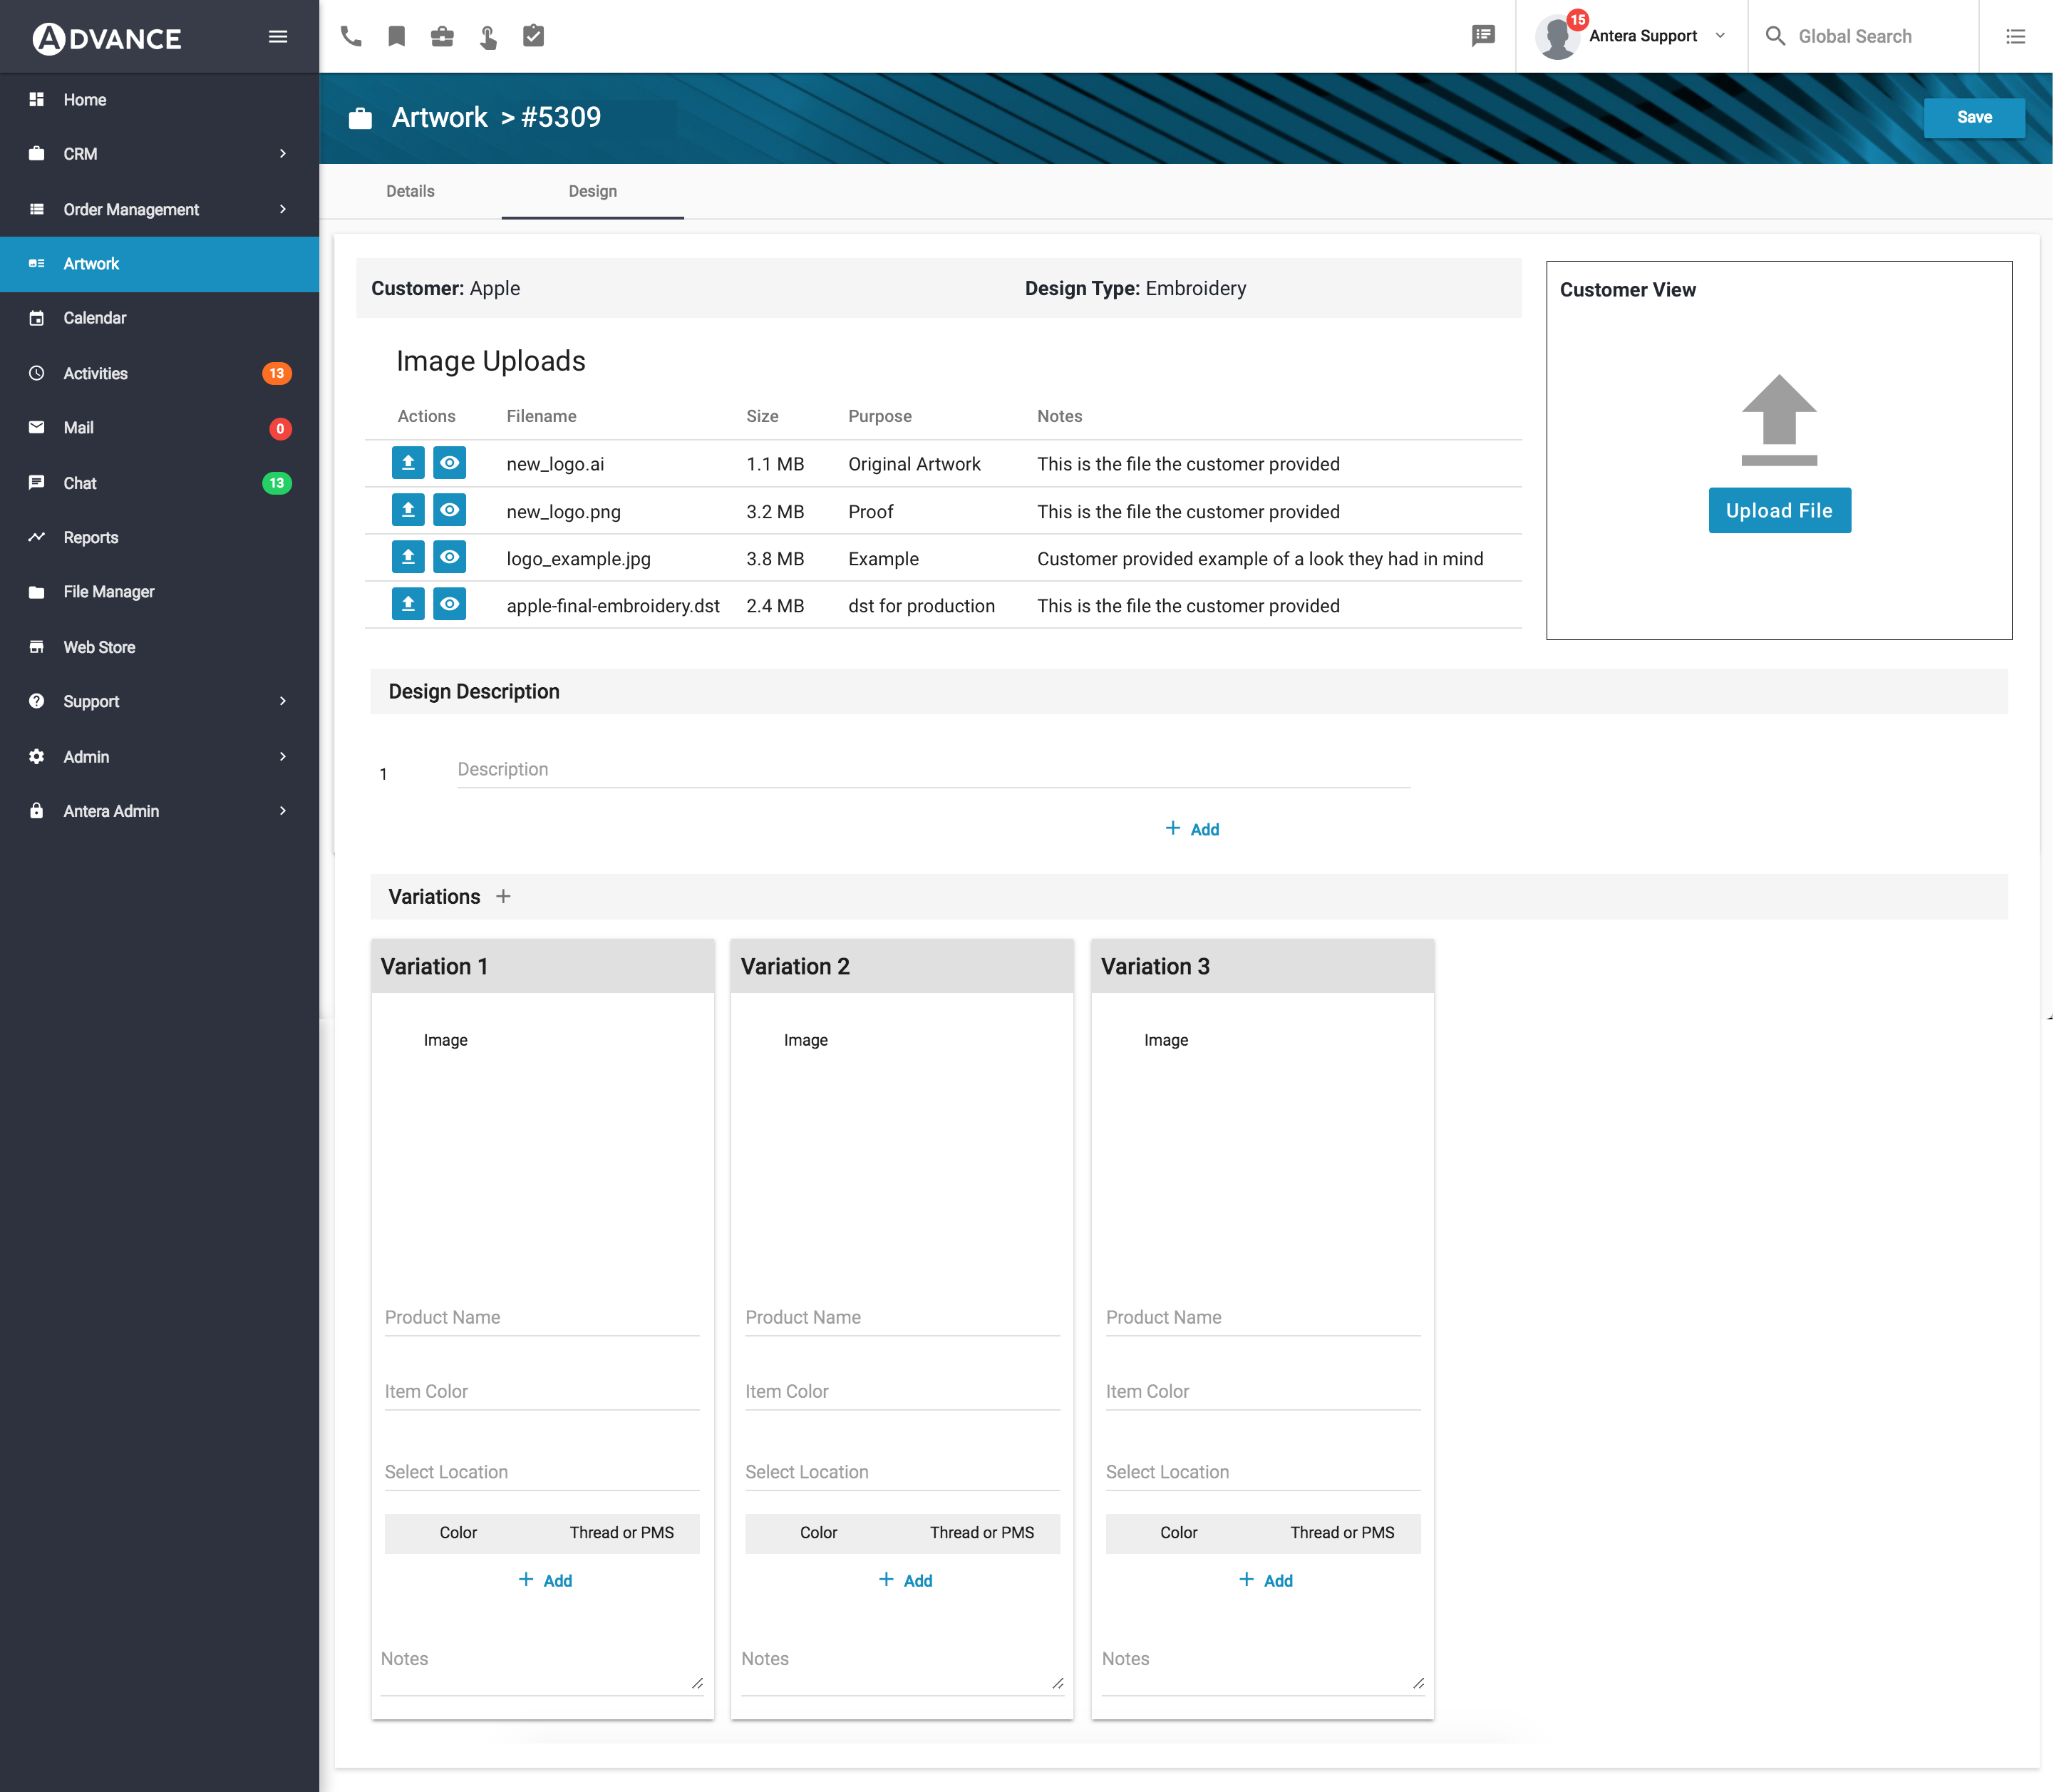 ADVANCE
15
Antera Support
Global Search
Home
CRM
Order Management
Artwork
Calendar
Activities 13
Mail 0
Chat 13
Reports
File Manager
Web Store
Support
Admin
Antera Admin
Artwork > #5309
Save
Details Design
Customer: Apple Design Type: Embroidery
Customer View
Upload File
Image Uploads
Actions Filename Size Purpose Notes
new_logo.ai 1.1 MB Original Artwork This is the file the customer provided
new_logo.png 3.2 MB Proof This is the file the customer provided
logo_example.jpg 3.8 MB Example Customer provided example of a look they had in mind
apple-final-embroidery.dst 2.4 MB dst for production This is the file the customer provided
Design Description
1 Description
+ Add
Variations +
Variation 1 Variation 2 Variation 3
Image Image Image
Product Name Product Name Product Name
Item Color Item Color Item Color
Select Location Select Location Select Location
Color Thread or PMS Color Thread or PMS Color Thread or PMS
+ Add + Add + Add
Notes Notes Notes